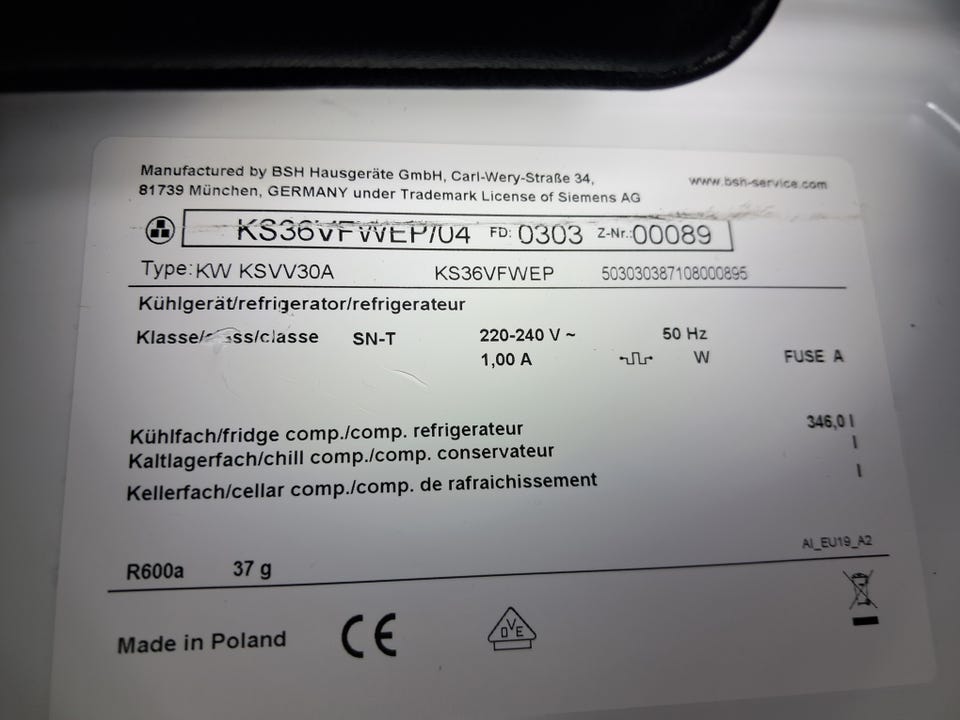 Manufactured by BSH Hausgeräte GmbH, Carl-Wery-Straße 34,
81739 München, GERMANY under Trademark License of Siemens AG
www.bsh-service.com
KS36VFWEP/04 FD: 0303 Z-Nr.:00089
Type: KW KSVV30A KS36VFWEP 503030387108000895
Kühlgerät/refrigerator/refrigerateur
Klasse/class/classe SN-T 220-240 V ~ 50 Hz
1,00 A W FUSE A
Kühlfach/fridge comp./comp. refrigerateur 346,0 l
Kaltlagerfach/chill comp./comp. conservateur l
Kellerfach/cellar comp./comp. de rafraichissement l
AI_EU19_A2
R600a 37 g
Made in Poland CE DVE